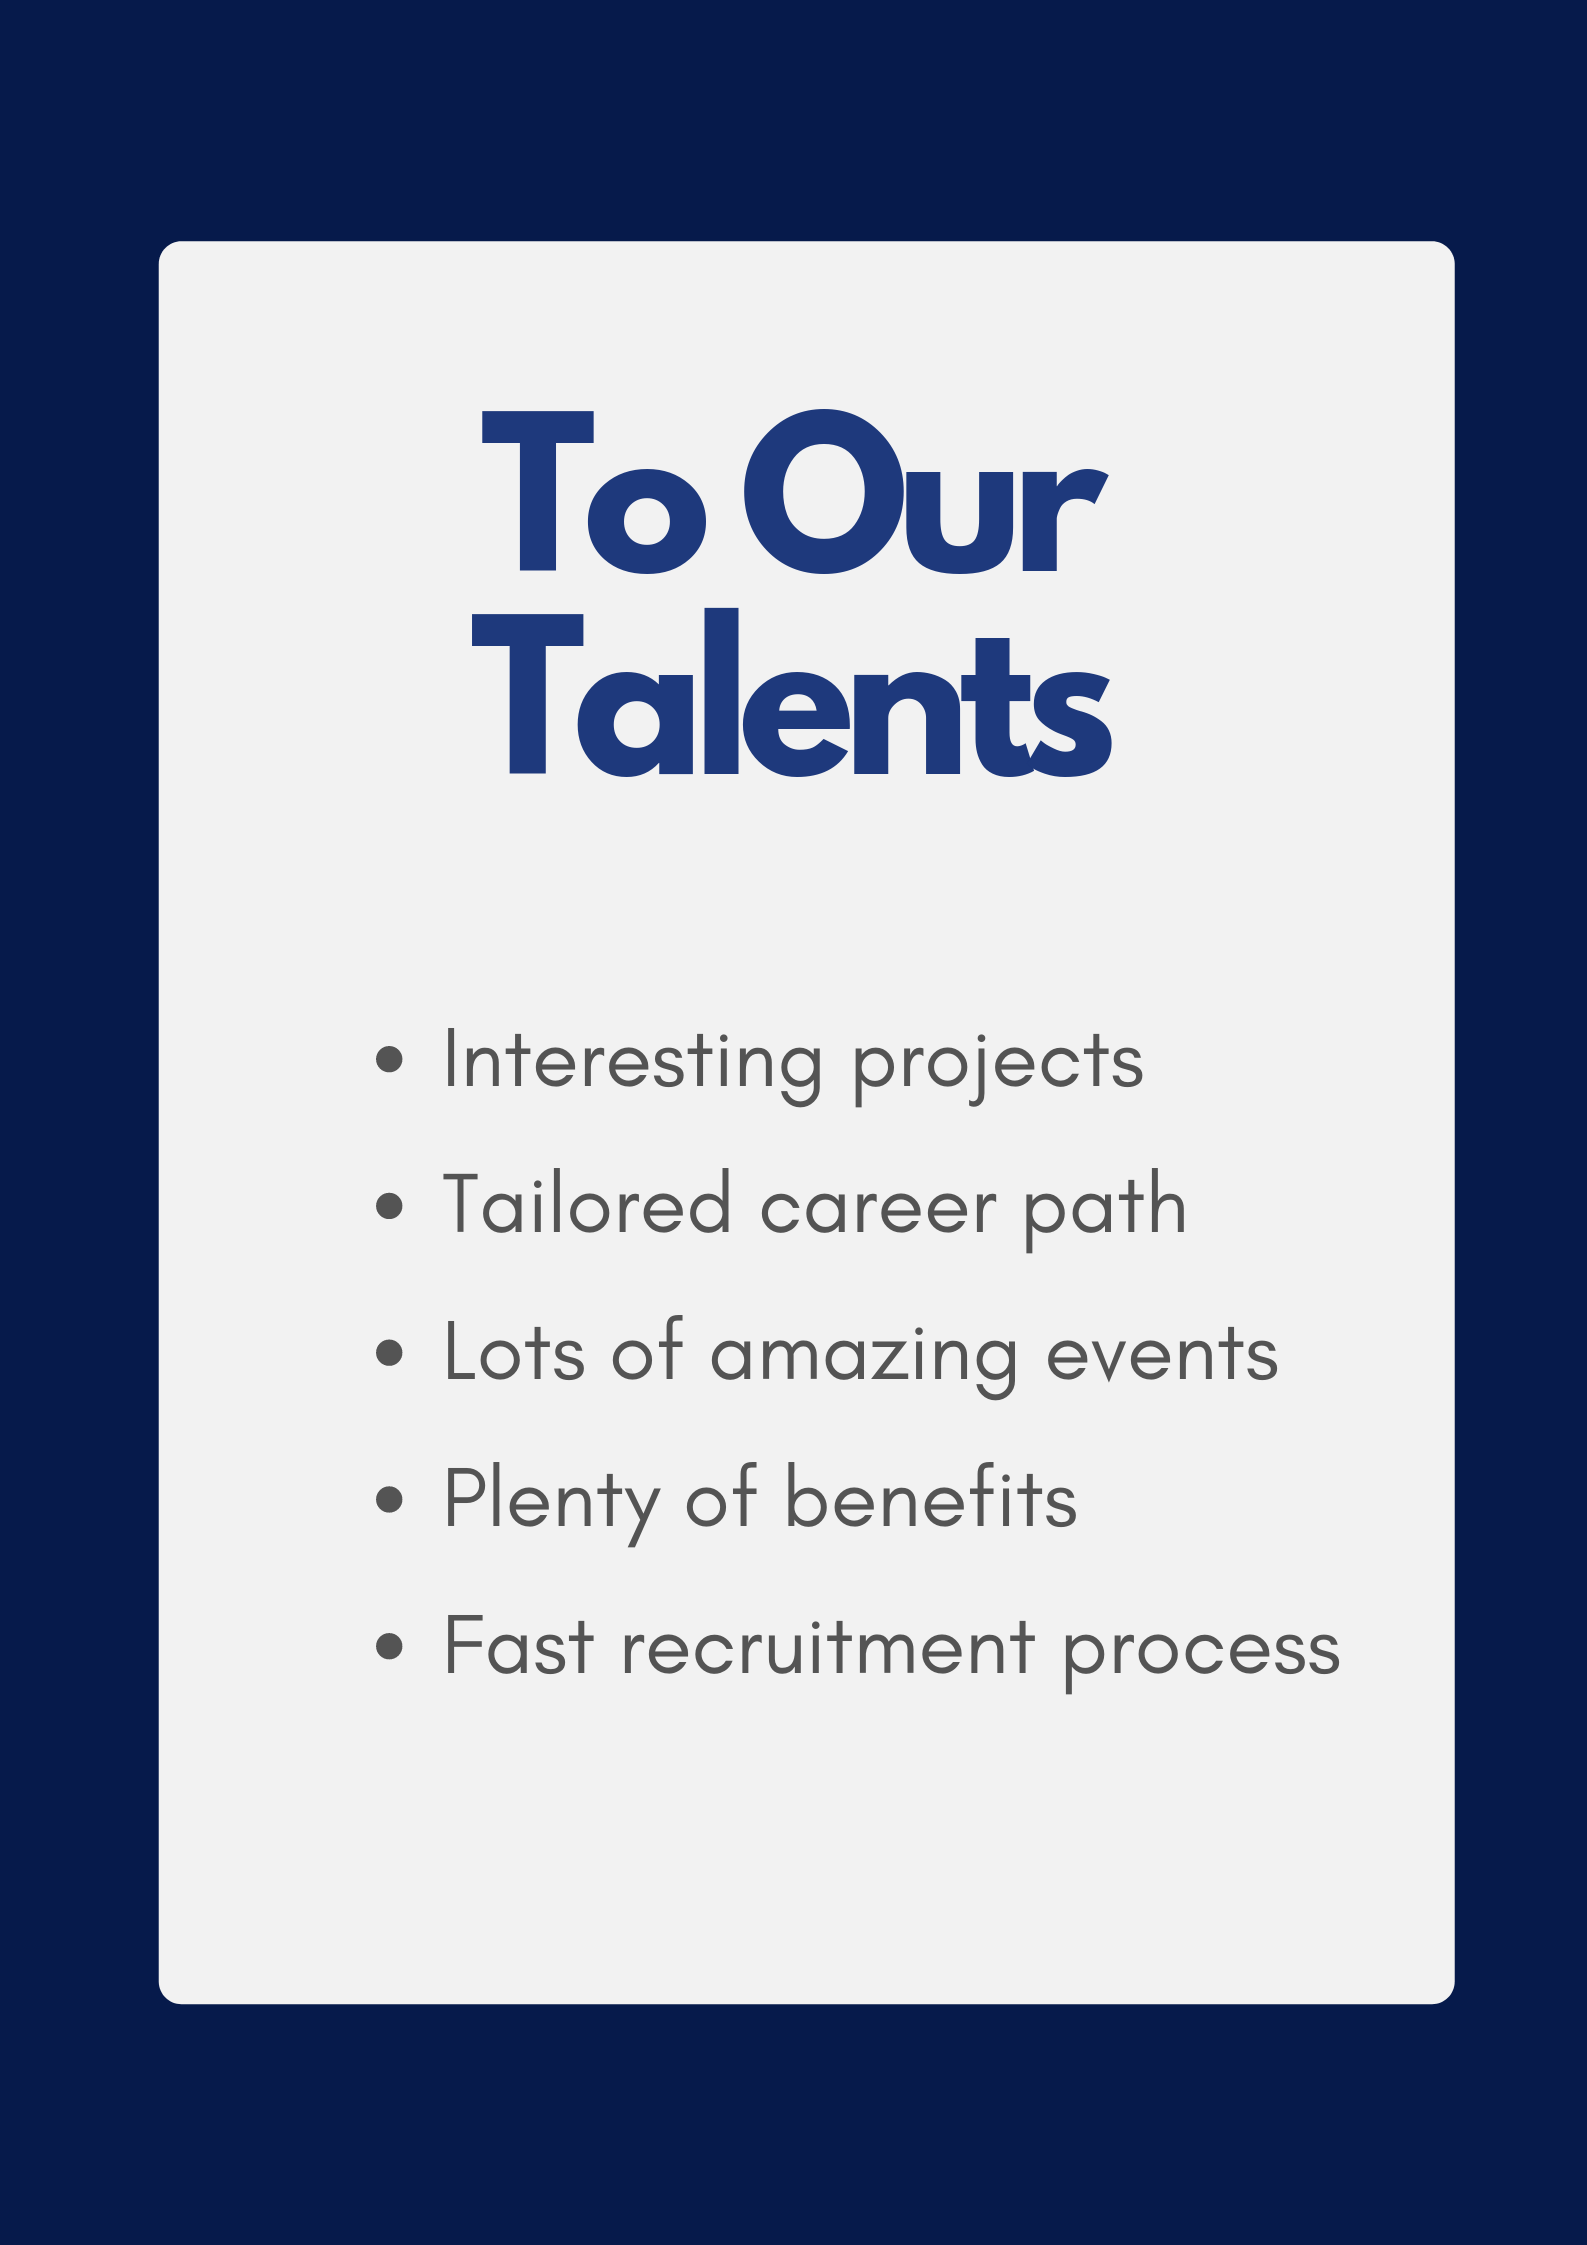 To Our
Talents
• Interesting projects
• Tailored career path
• Lots of amazing events
• Plenty of benefits
• Fast recruitment process